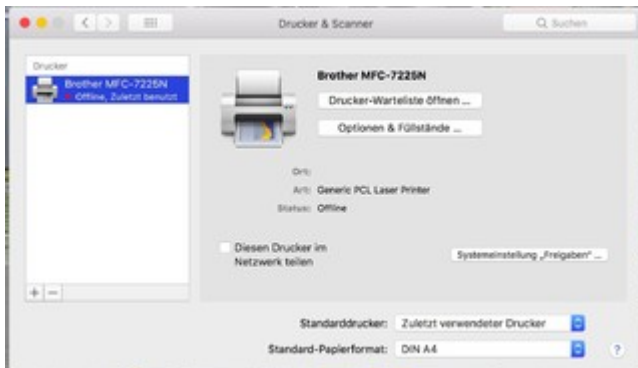 Drucker & Scanner
Suchen
Drucker
Brother MFC-7225N
Offline, Zuletzt benutzt
Brother MFC-7225N
Drucker-Warteliste öffnen ...
Optionen & Füllstände ...
Ort:
Art: Generic PCL Laser Printer
Status: Offline
Diesen Drucker im
Netzwerk teilen
Systemeinstellung „Freigaben“ ...
+ −
Standarddrucker: Zuletzt verwendeter Drucker
Standard-Papierformat: DIN A4
?